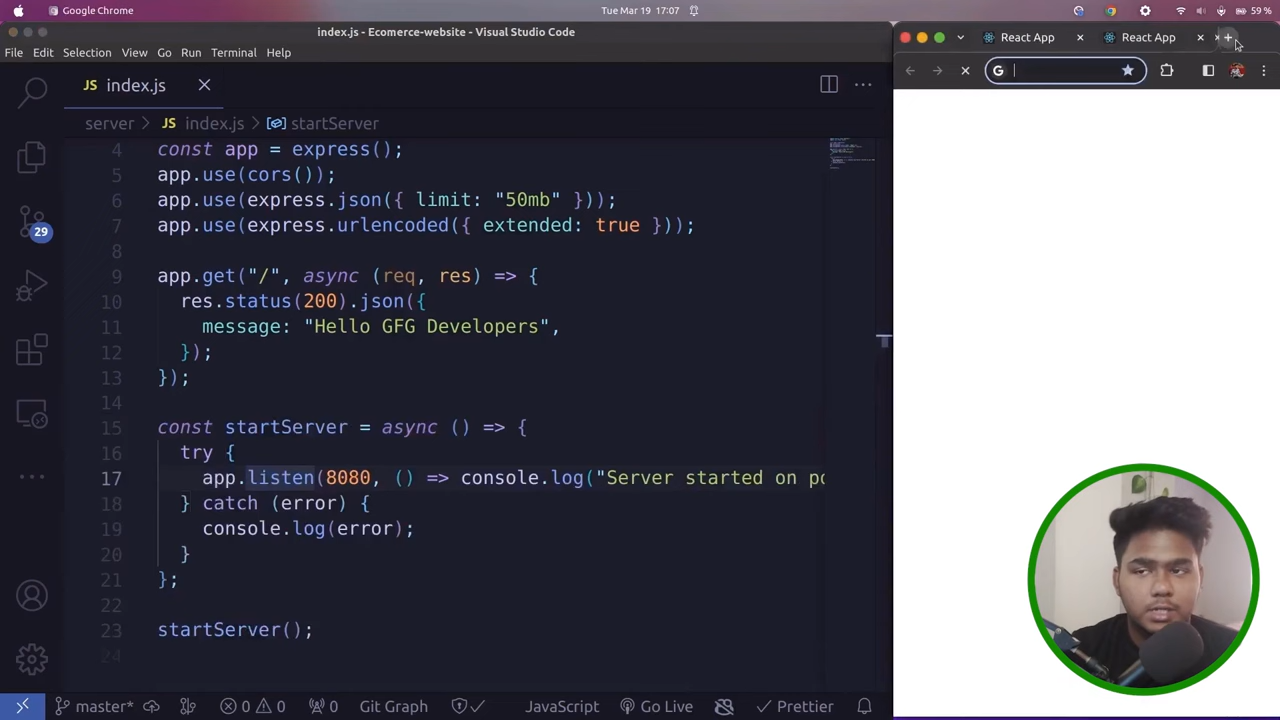 Google Chrome
Tue Mar 19 17:07
59 %
index.js - Ecomerce-website - Visual Studio Code
File Edit Selection View Go Run Terminal Help
React App
React App
JS index.js
server > JS index.js > startServer
4 const app = express();
5 app.use(cors());
6 app.use(express.json({ limit: "50mb" }));
7 app.use(express.urlencoded({ extended: true }));
8
9 app.get("/", async (req, res) => {
10 res.status(200).json({
11 message: "Hello GFG Developers",
12 });
13 });
14
15 const startServer = async () => {
16 try {
17 app.listen(8080, () => console.log("Server started on po
18 } catch (error) {
19 console.log(error);
20 }
21 };
22
23 startServer();
24
29
master* 0 0 0 Git Graph JavaScript Go Live Prettier